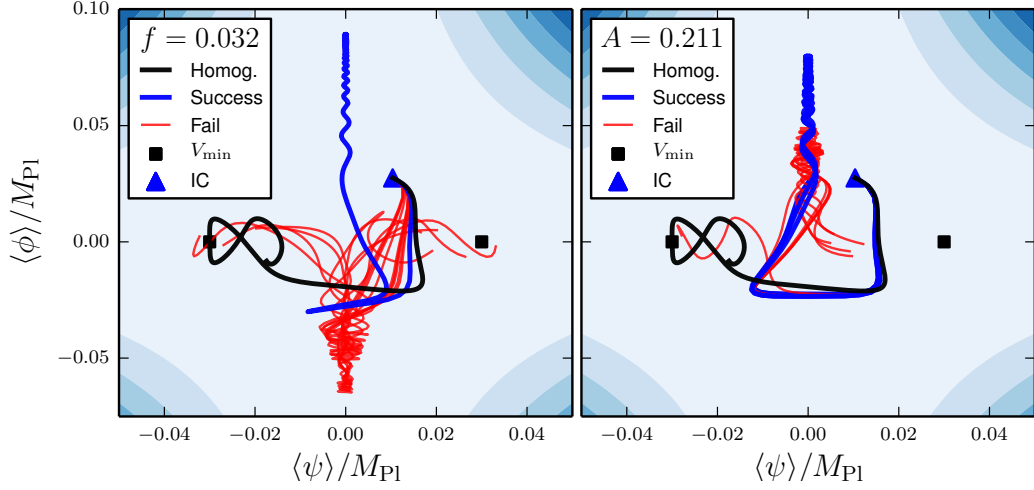 f = 0.032
Homog.
Success
Fail
V_min
IC
A = 0.211
Homog.
Success
Fail
V_min
IC
0.10
0.05
0.00
−0.05
⟨ϕ⟩/M_Pl
−0.04 −0.02 0.00 0.02 0.04
−0.04 −0.02 0.00 0.02 0.04
⟨ψ⟩/M_Pl
⟨ψ⟩/M_Pl